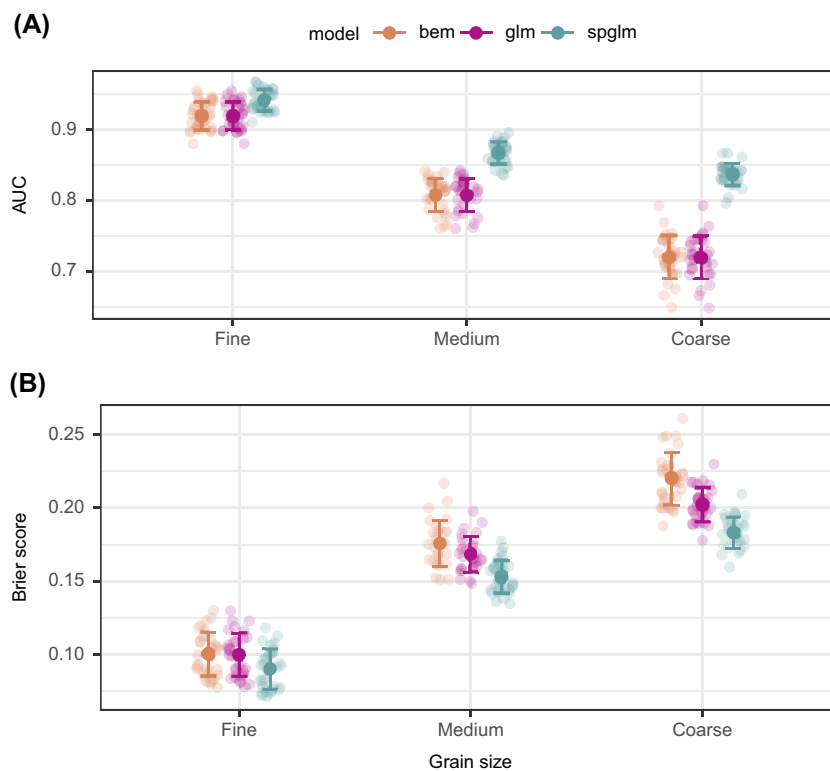 (A)
model bem glm spglm
AUC
0.9
0.8
0.7
Fine Medium Coarse
(B)
Brier score
0.25
0.20
0.15
0.10
Fine Medium Coarse
Grain size